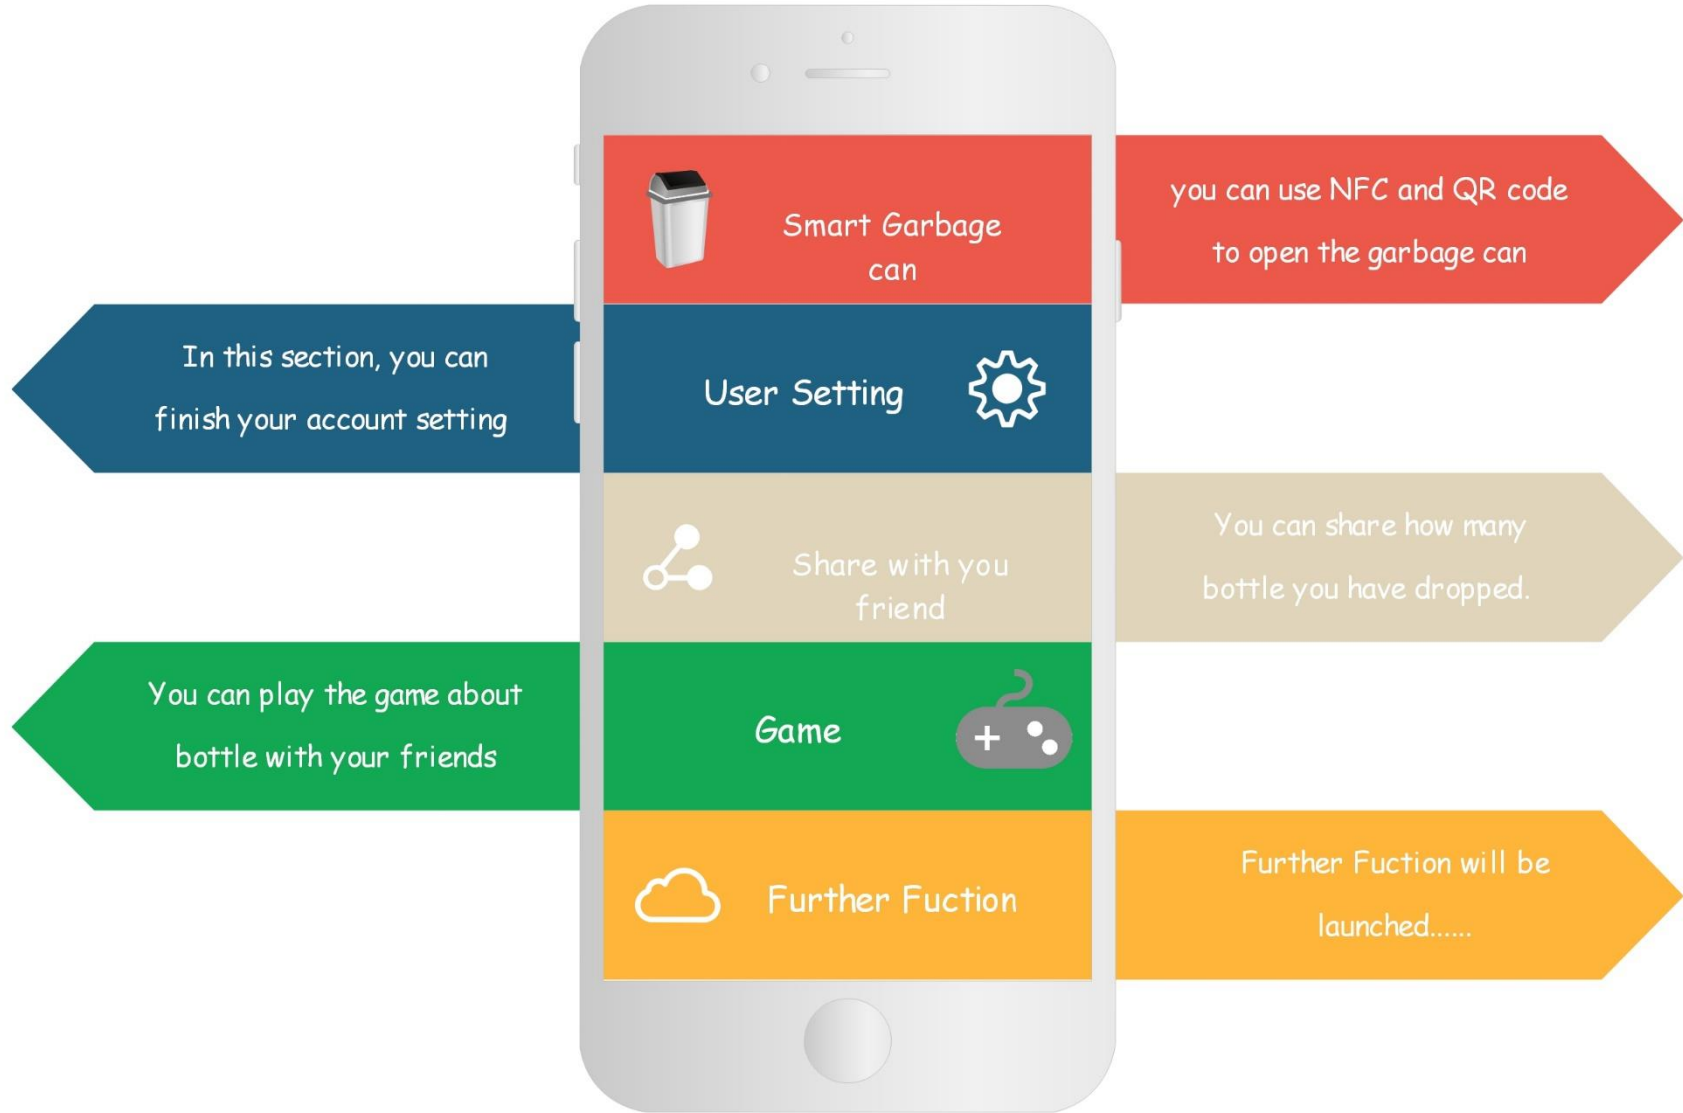 Smart Garbage
can
you can use NFC and QR code
to open the garbage can
In this section, you can
finish your account setting
User Setting
Share with you
friend
You can share how many
bottle you have dropped.
You can play the game about
bottle with your friends
Game
Further Fuction
Further Fuction will be
launched......